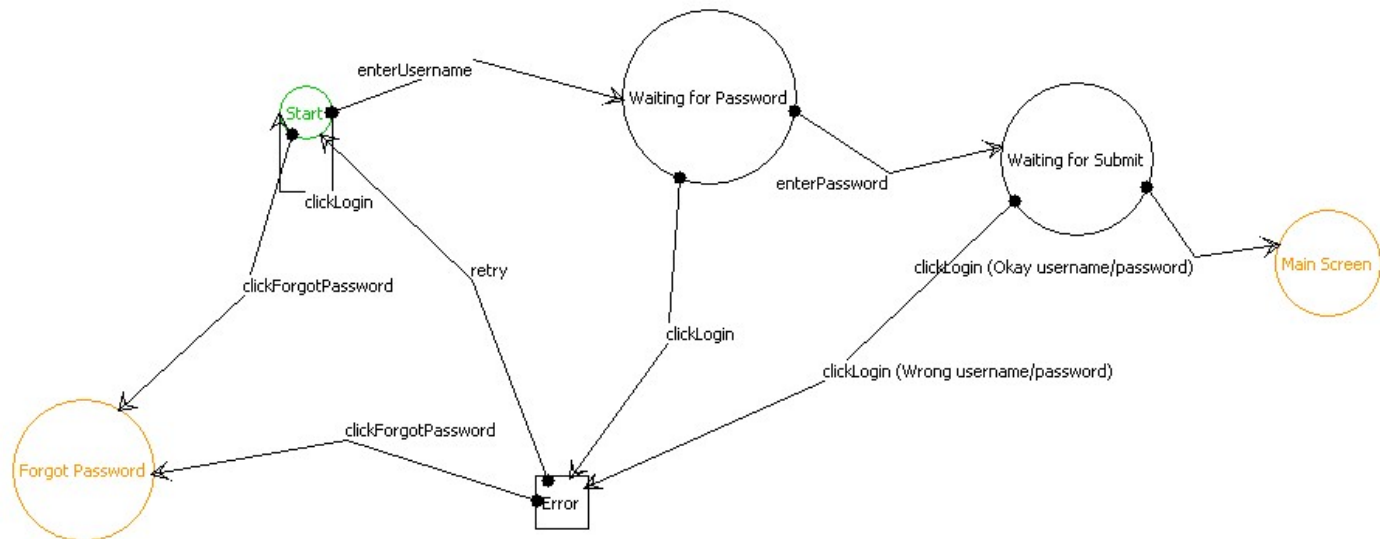 enterUsername
Waiting for Password
Start
Waiting for Submit
enterPassword
clickLogin
Main Screen
clickLogin (Okay username/password)
retry
clickForgotPassword
clickLogin
clickLogin (Wrong username/password)
clickForgotPassword
Forgot Password
Error